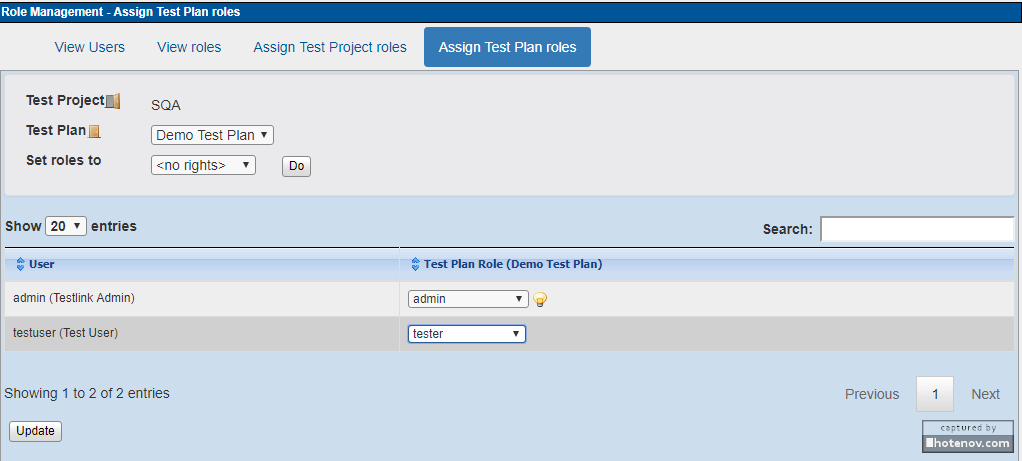 Role Management - Assign Test Plan roles
View Users View roles Assign Test Project roles Assign Test Plan roles
Test Project SQA
Test Plan Demo Test Plan
Set roles to <no rights> Do
Show 20 entries Search:
User Test Plan Role (Demo Test Plan)
admin (Testlink Admin) admin
testuser (Test User) tester
Showing 1 to 2 of 2 entries Previous 1 Next
Update
captured by
hotenov.com